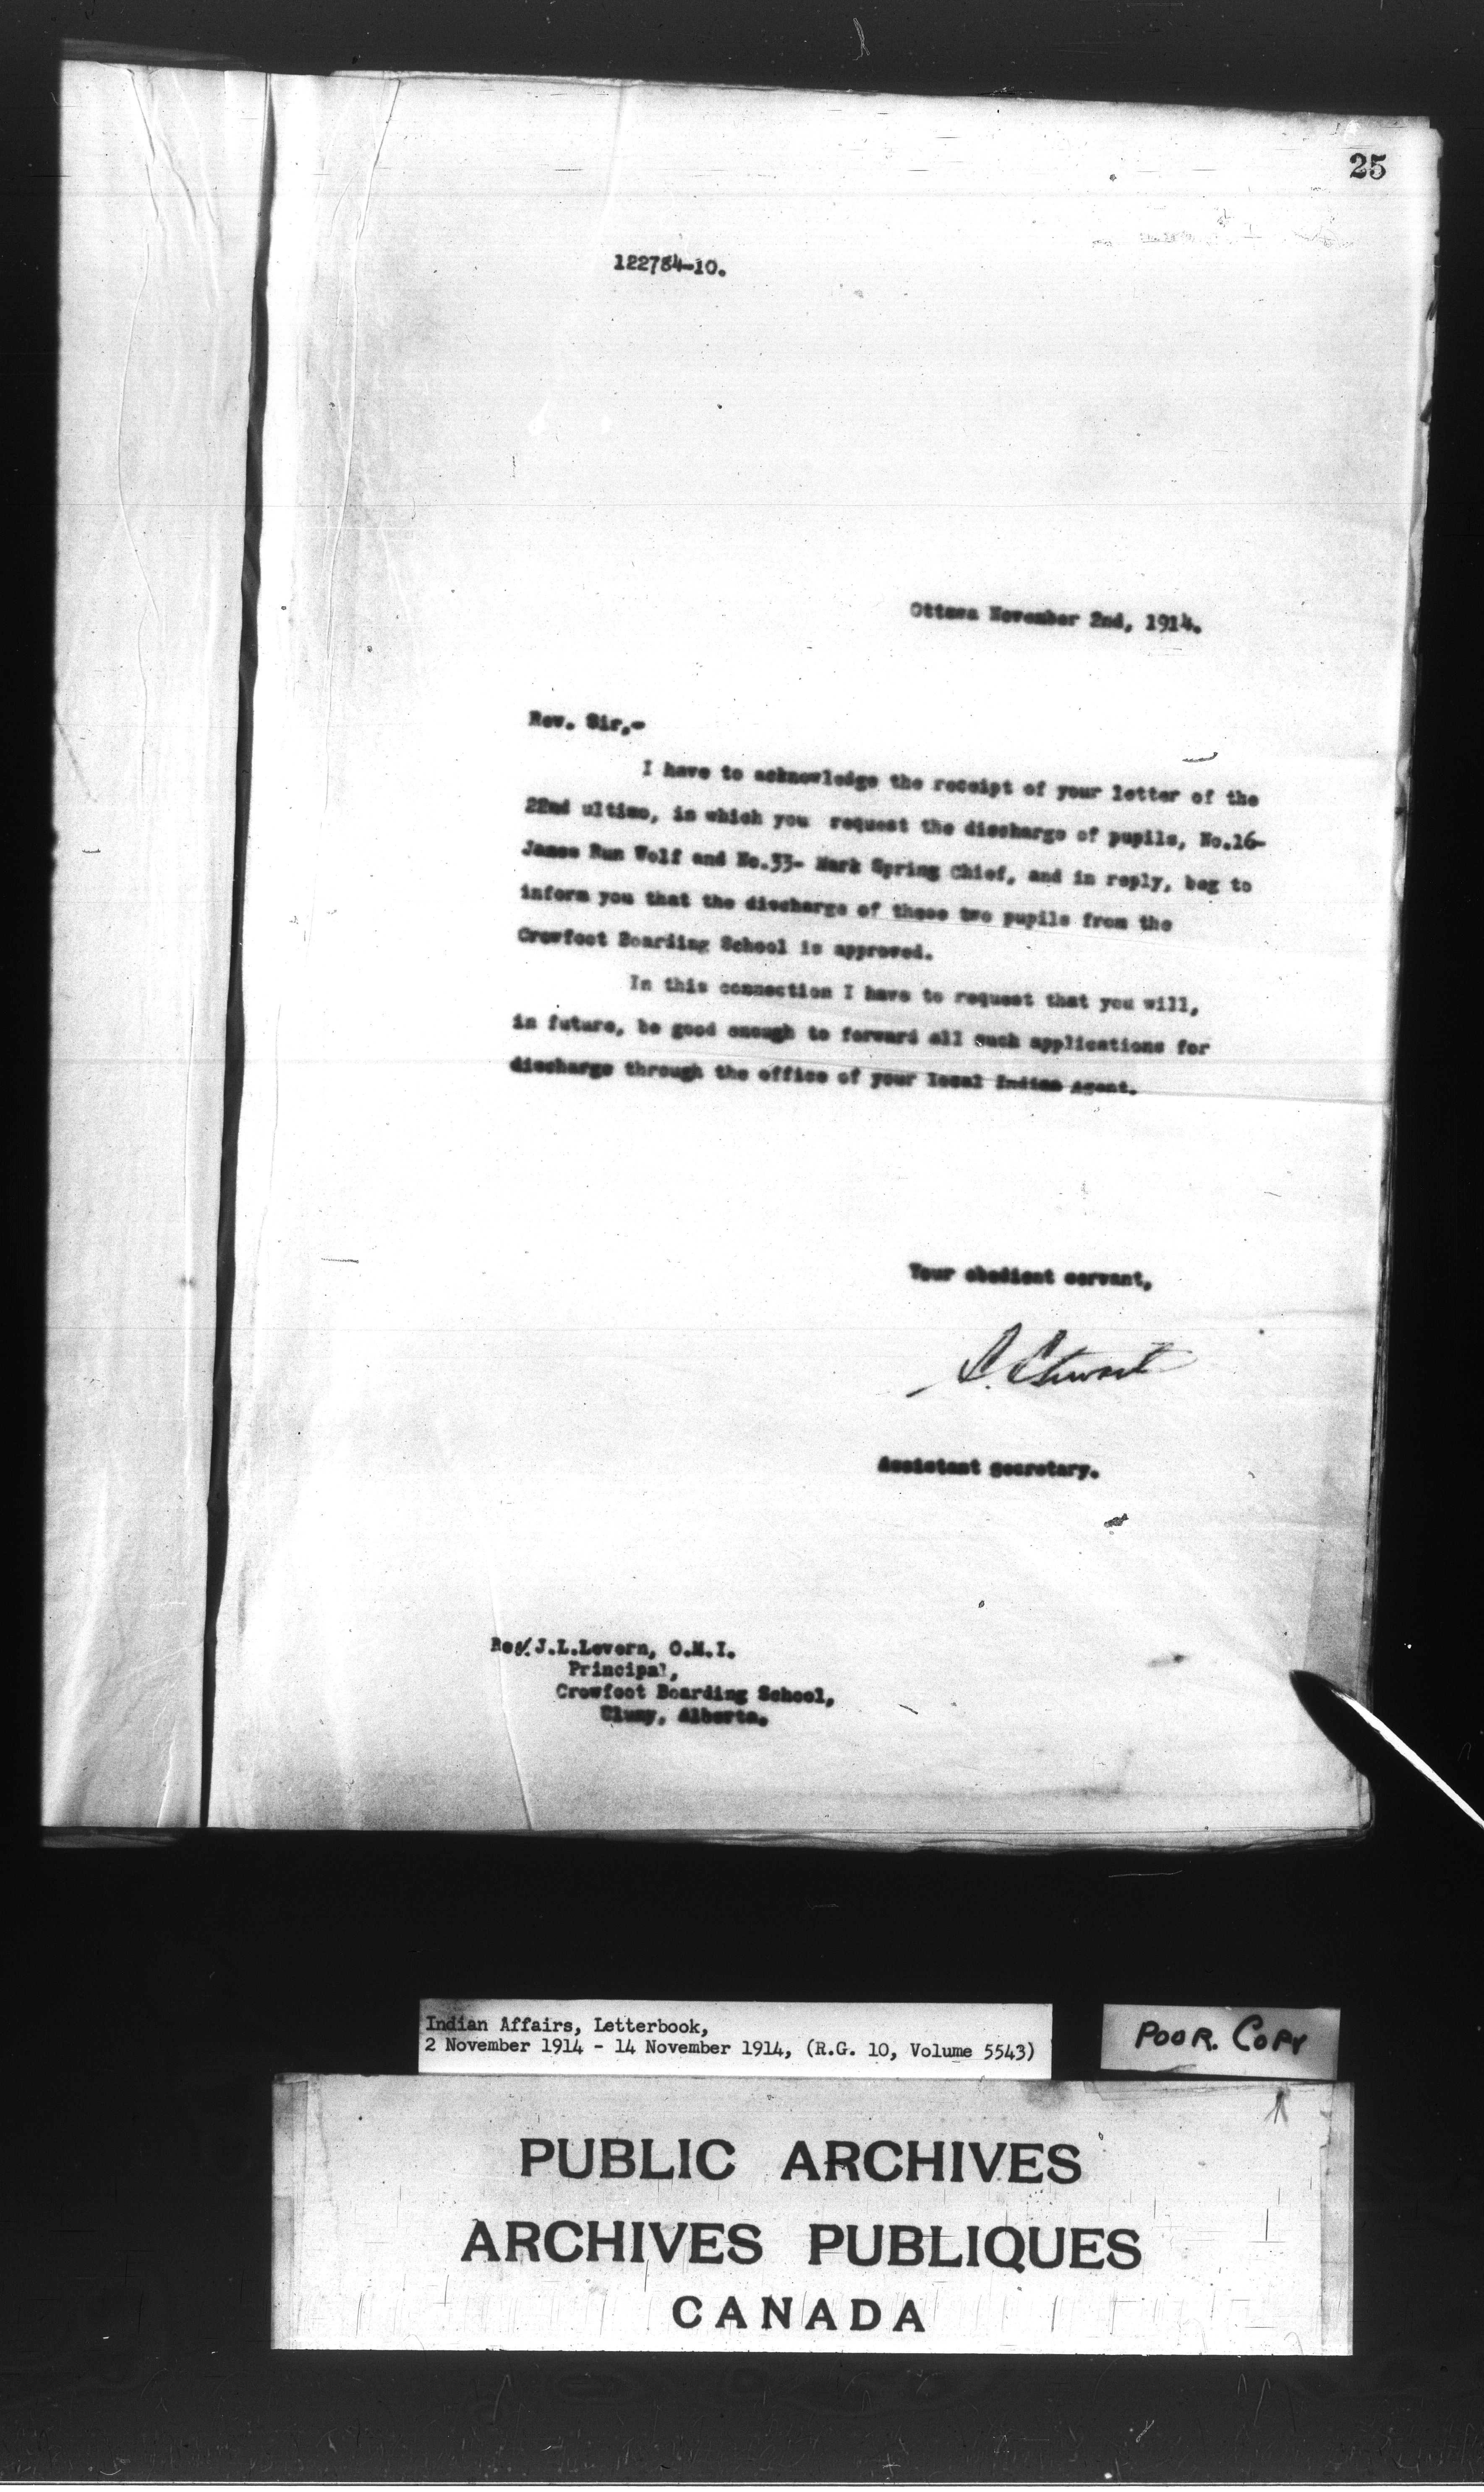 25
122784-10.
Ottawa November 2nd, 1914.
Rev. Sir,-
I have to acknowledge the receipt of your letter of the
22nd ultimo, in which you request the discharge of pupils, No.16-
James Run Wolf and No.33- Mark Spring Chief, and in reply, beg to
inform you that the discharge of these two pupils from the
Crowfoot Boarding School is approved.
In this connection I have to request that you will,
in future, be good enough to forward all such applications for
discharge through the office of your local Indian Agent.
Your obedient servant,
S. Stewart
Assistant Secretary.
Rev. J.L.Levern, O.M.I.
Principal,
Crowfoot Boarding School,
Cluny, Alberta.
Indian Affairs, Letterbook,
2 November 1914 - 14 November 1914, (R.G. 10, Volume 5543)
POOR. COPY
PUBLIC ARCHIVES
ARCHIVES PUBLIQUES
CANADA